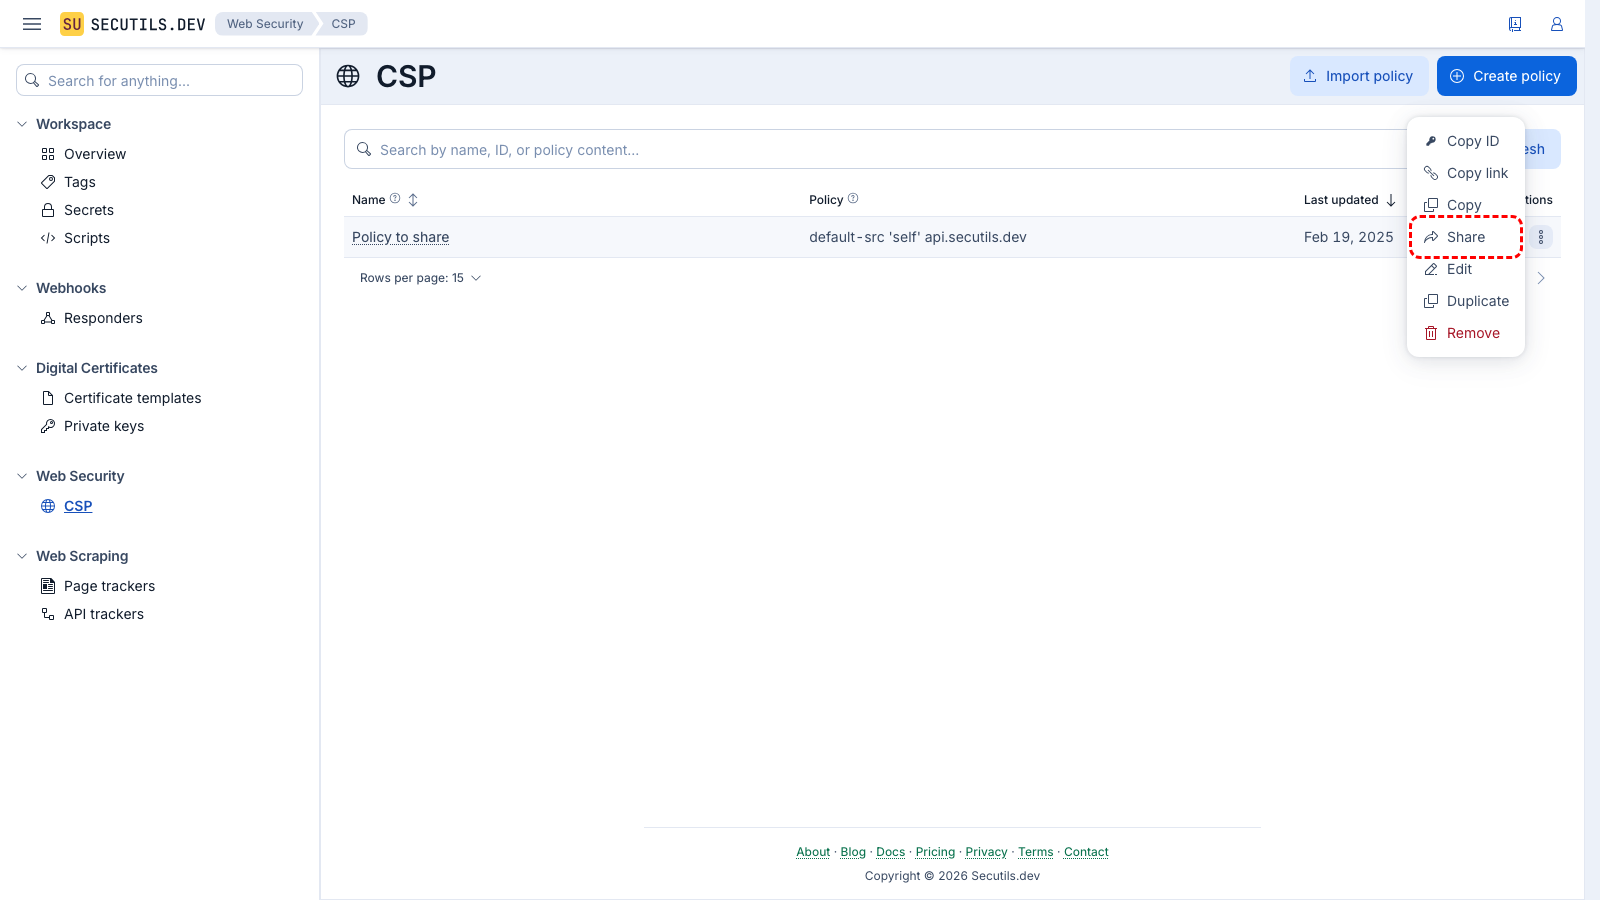 SU SECUTILS.DEV Web Security CSP
Search for anything...
Workspace
Overview
Tags
Secrets
Scripts
Webhooks
Responders
Digital Certificates
Certificate templates
Private keys
Web Security
CSP
Web Scraping
Page trackers
API trackers
CSP
Import policy
Create policy
Search by name, ID, or policy content...
Name Policy Last updated
Policy to share default-src 'self' api.secutils.dev Feb 19, 2025
Rows per page: 15
Copy ID
Copy link
Copy
Share
Edit
Duplicate
Remove
About · Blog · Docs · Pricing · Privacy · Terms · Contact
Copyright © 2026 Secutils.dev